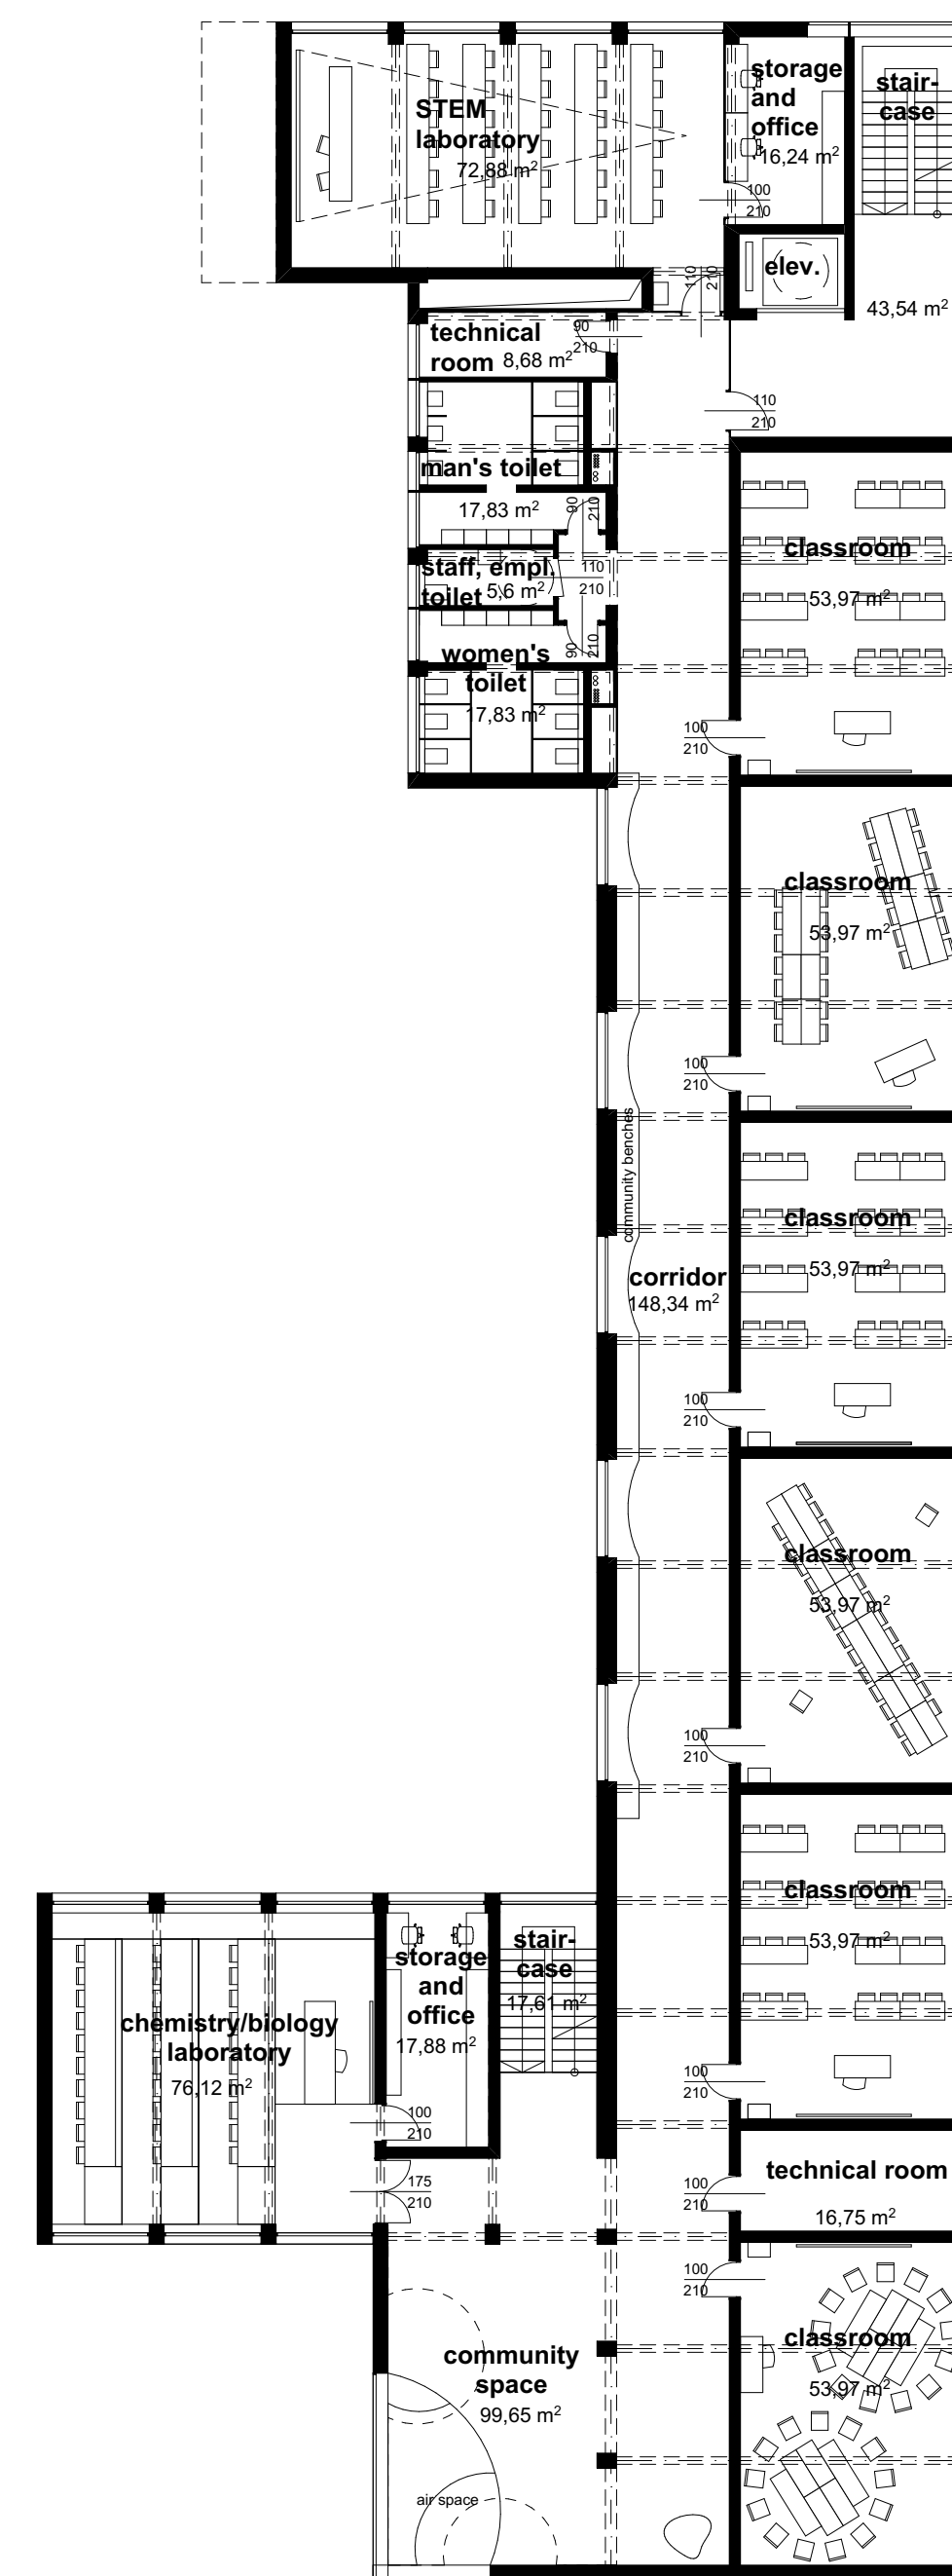 STEM
laboratory
72,88 m²
storage
and
office
16,24 m²
stair-
case
100
210
elev.
43,54 m²
110
210
technical
room 8,68 m²
90
210
110
210
man's toilet
17,83 m²
90
210
staff, empl.
toilet 5,6 m²
110
210
women's
toilet
17,83 m²
90
210
classroom
53,97 m²
100
210
classroom
53,97 m²
100
210
community benches
classroom
53,97 m²
corridor
148,34 m²
100
210
classroom
53,97 m²
100
210
classroom
53,97 m²
100
210
chemistry/biology
laboratory
76,12 m²
storage
and
office
17,88 m²
stair-
case
17,61 m²
100
210
175
210
technical room
16,75 m²
100
210
100
210
classroom
53,97 m²
community
space
99,65 m²
air space